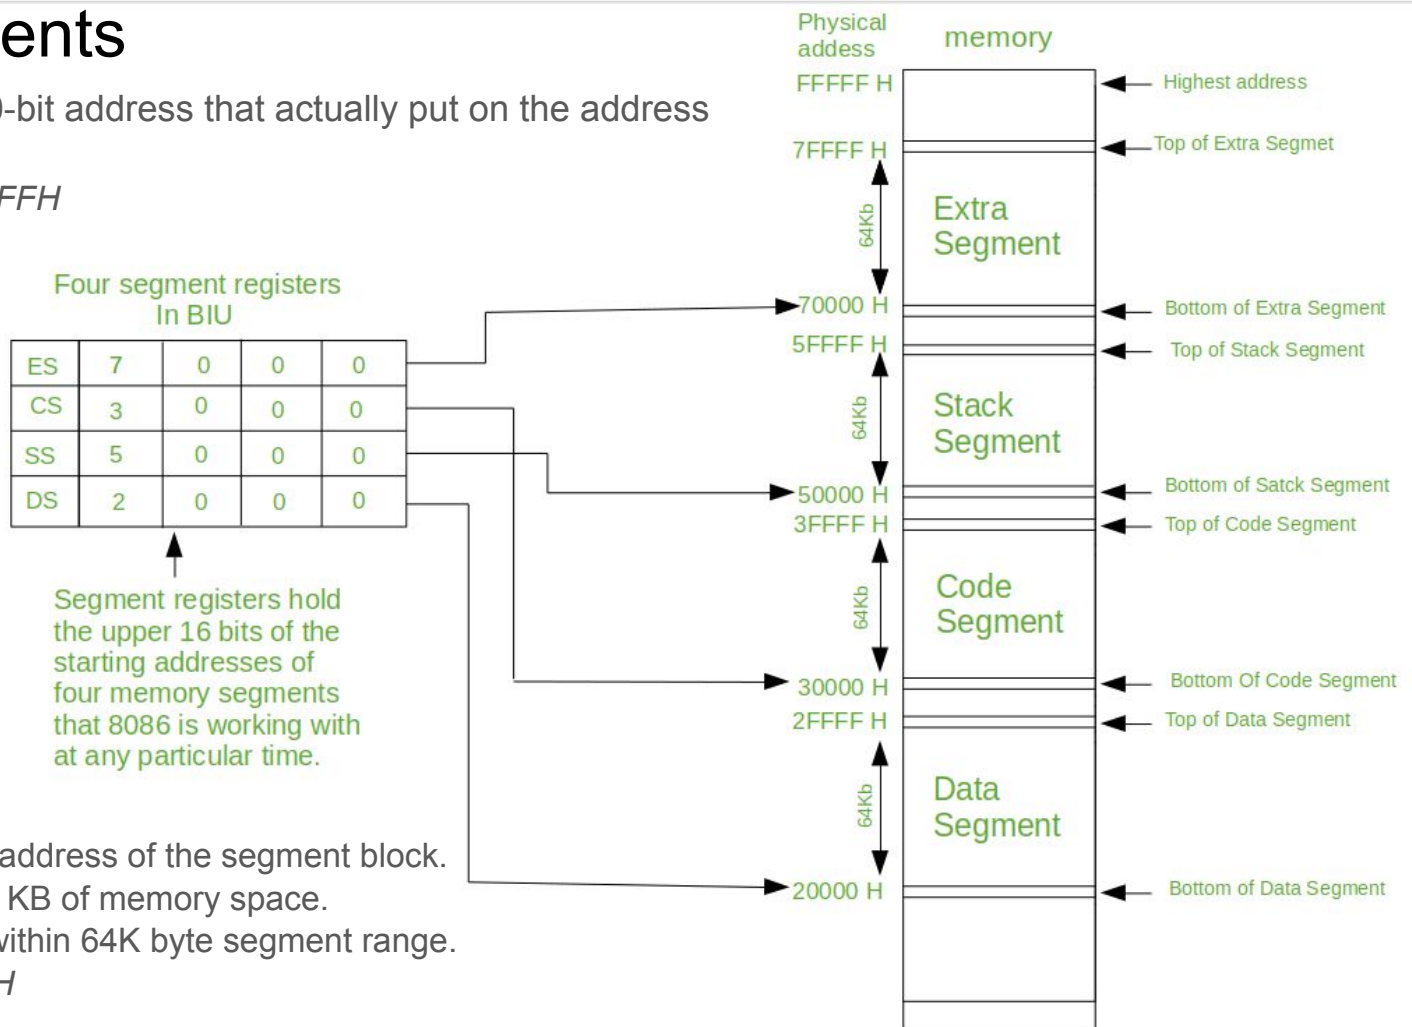 ents
-bit address that actually put on the address
FFH
Four segment registers
In BIU
ES 7 0 0 0
CS 3 0 0 0
SS 5 0 0 0
DS 2 0 0 0
Segment registers hold
the upper 16 bits of the
starting addresses of
four memory segments
that 8086 is working with
at any particular time.
address of the segment block.
KB of memory space.
within 64K byte segment range.
H
Physical
addess
memory
FFFFF H
Highest address
7FFFF H
Top of Extra Segmet
64Kb
Extra
Segment
70000 H
Bottom of Extra Segment
5FFFF H
Top of Stack Segment
64Kb
Stack
Segment
50000 H
Bottom of Satck Segment
3FFFF H
Top of Code Segment
64Kb
Code
Segment
30000 H
Bottom Of Code Segment
2FFFF H
Top of Data Segment
64Kb
Data
Segment
20000 H
Bottom of Data Segment